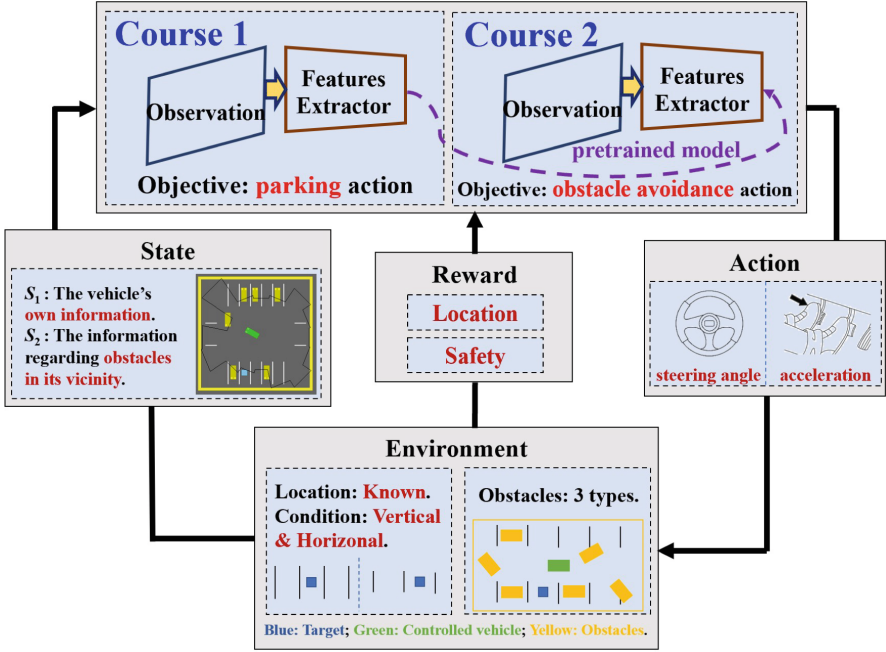 Course 1
Observation
Features
Extractor
Objective: parking action
Course 2
Observation
Features
Extractor
pretrained model
Objective: obstacle avoidance action
State
S1 : The vehicle's
own information.
S2 : The information
regarding obstacles
in its vicinity.
Reward
Location
Safety
Action
steering angle
acceleration
Environment
Location: Known.
Condition: Vertical
& Horizonal.
Obstacles: 3 types.
Blue: Target; Green: Controlled vehicle; Yellow: Obstacles.